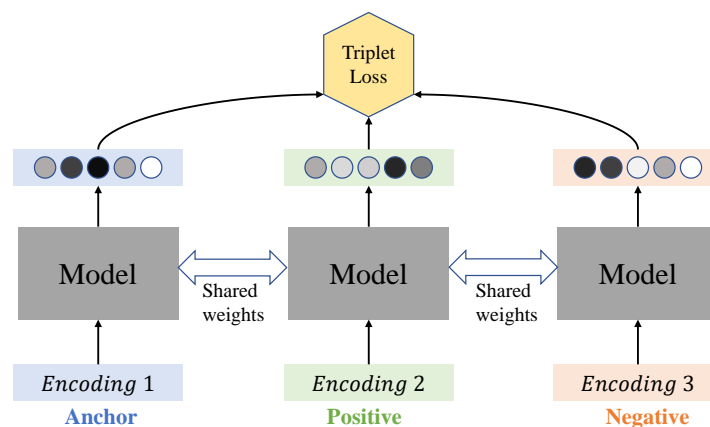 Triplet
Loss
Model
Model
Model
Shared
weights
Shared
weights
Encoding 1
Encoding 2
Encoding 3
Anchor
Positive
Negative